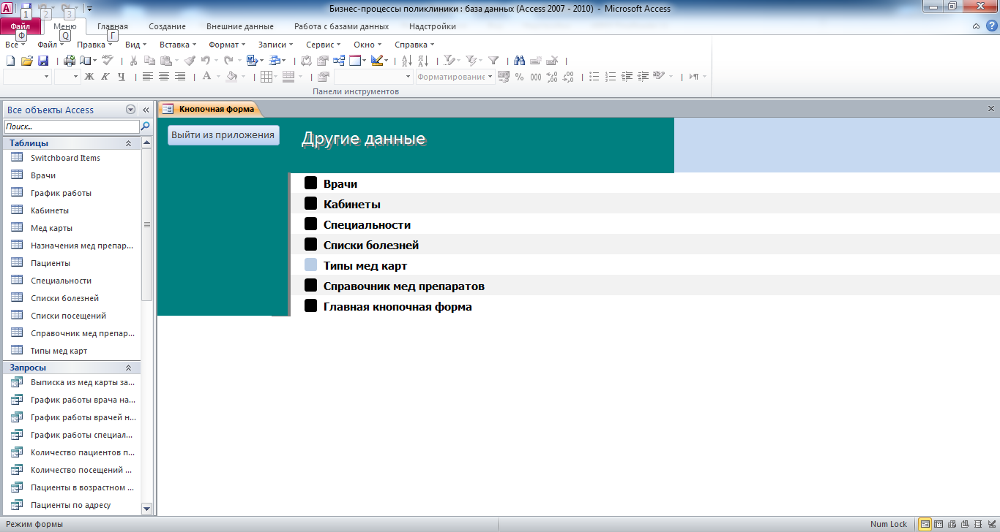 Бизнес-процессы поликлиники : база данных (Access 2007 - 2010) - Microsoft Access
1 2 3
Файл Меню Главная Создание Внешние данные Работа с базами данных Надстройки
Ф Q Г
Все Файл Правка Вид Вставка Формат Записи Сервис Окно Справка
Ж К Ч Форматирование % 000
Панели инструментов
Все объекты Access
Поиск...
Таблицы
Switchboard Items
Врачи
График работы
Кабинеты
Мед карты
Назначения мед препар...
Пациенты
Специальности
Списки болезней
Списки посещений
Справочник мед препар...
Типы мед карт
Запросы
Выписка из мед карты за...
График работы врача на...
График работы врачей н...
График работы специал...
Количество пациентов п...
Количество посещений ...
Пациенты в возрастном ...
Пациенты по адресу
Кнопочная форма
Выйти из приложения
Другие данные
Врачи
Кабинеты
Специальности
Списки болезней
Типы мед карт
Справочник мед препаратов
Главная кнопочная форма
Режим формы
Num Lock